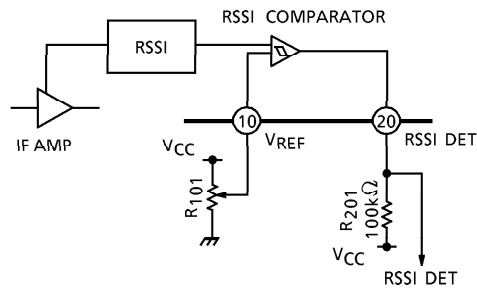 RSSI COMPARATOR
RSSI
IF AMP
10
20
VREF
RSSI DET
VCC
R101
R201
100kΩ
VCC
RSSI DET